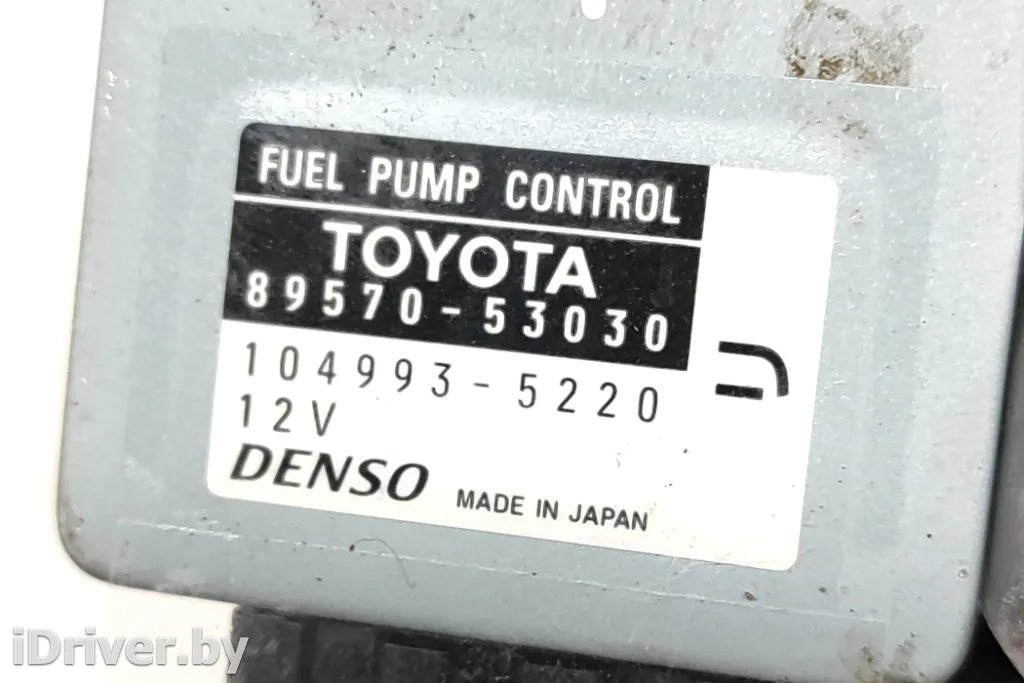 FUEL PUMP CONTROL
TOYOTA
89570-53030
104993-5220
12V
DENSO MADE IN JAPAN
iDriver.by